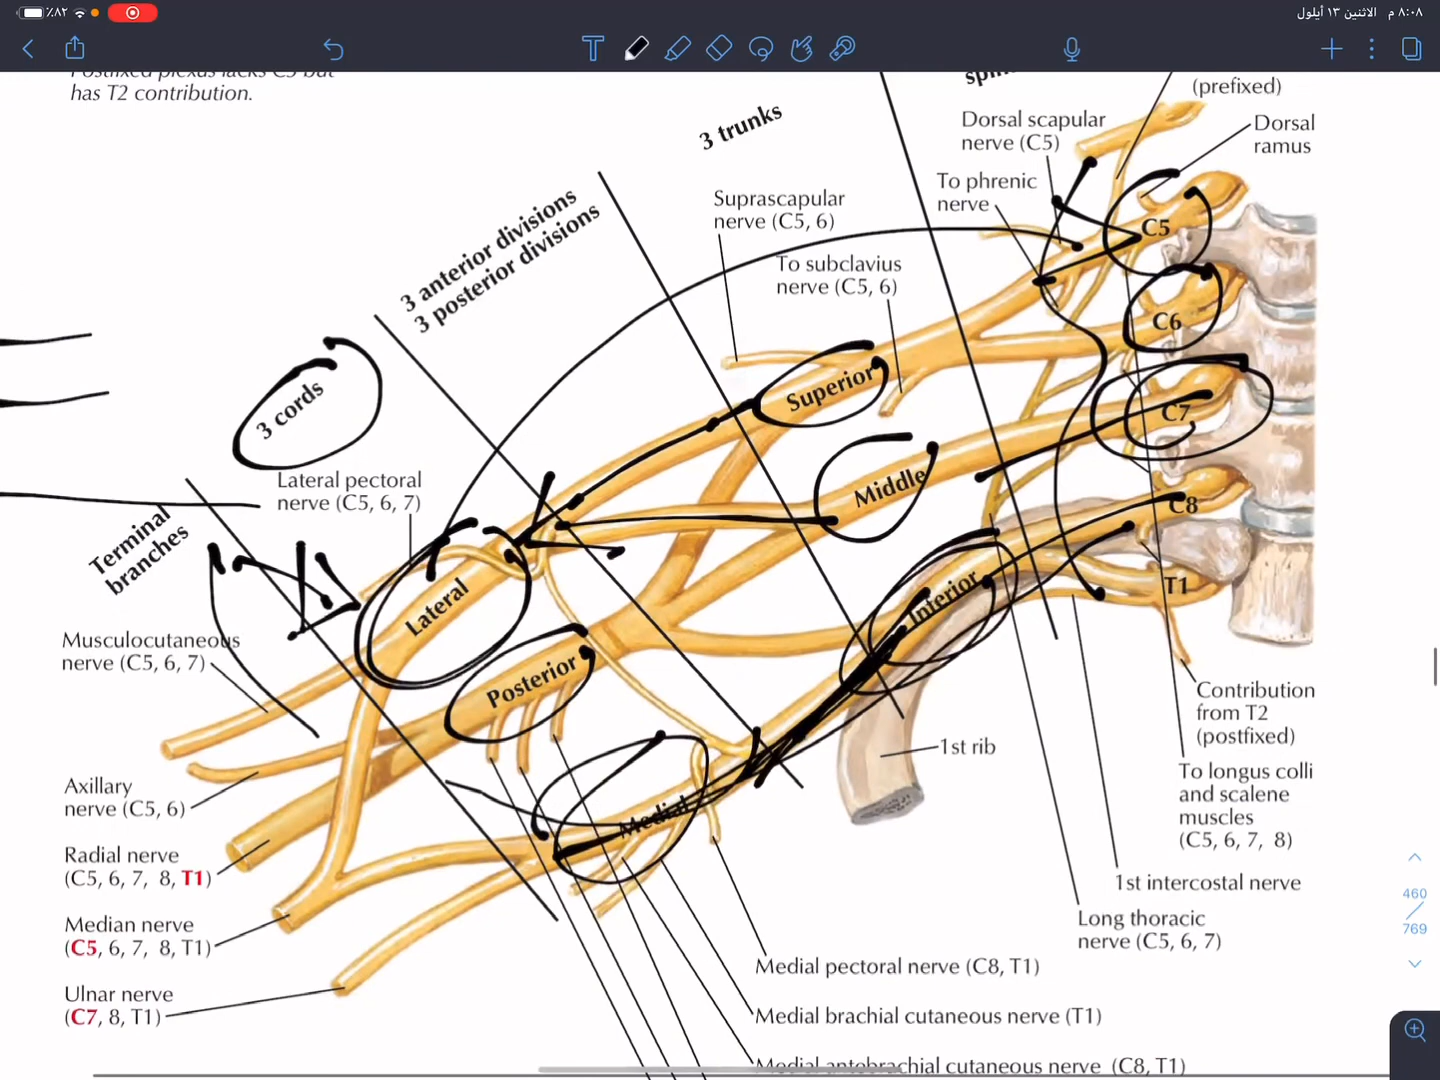 ٨:٠٨ م   الاثنين ١٣ أيلول
٪٨٢
has T2 contribution.
3 trunks
(prefixed)
Dorsal scapular
nerve (C5)
Dorsal
ramus
To phrenic
nerve
3 anterior divisions
3 posterior divisions
Suprascapular
nerve (C5, 6)
To subclavius
nerve (C5, 6)
C5
C6
C7
C8
T1
3 cords
Superior
Middle
Inferior
Lateral pectoral
nerve (C5, 6, 7)
Terminal
branches
Lateral
Posterior
Medial
Musculocutaneous
nerve (C5, 6, 7)
Axillary
nerve (C5, 6)
Radial nerve
(C5, 6, 7, 8, T1)
Median nerve
(C5, 6, 7, 8, T1)
Ulnar nerve
(C7, 8, T1)
1st rib
Contribution
from T2
(postfixed)
To longus colli
and scalene
muscles
(C5, 6, 7, 8)
1st intercostal nerve
Long thoracic
nerve (C5, 6, 7)
Medial pectoral nerve (C8, T1)
Medial brachial cutaneous nerve (T1)
Medial antebrachial cutaneous nerve (C8, T1)
460
769